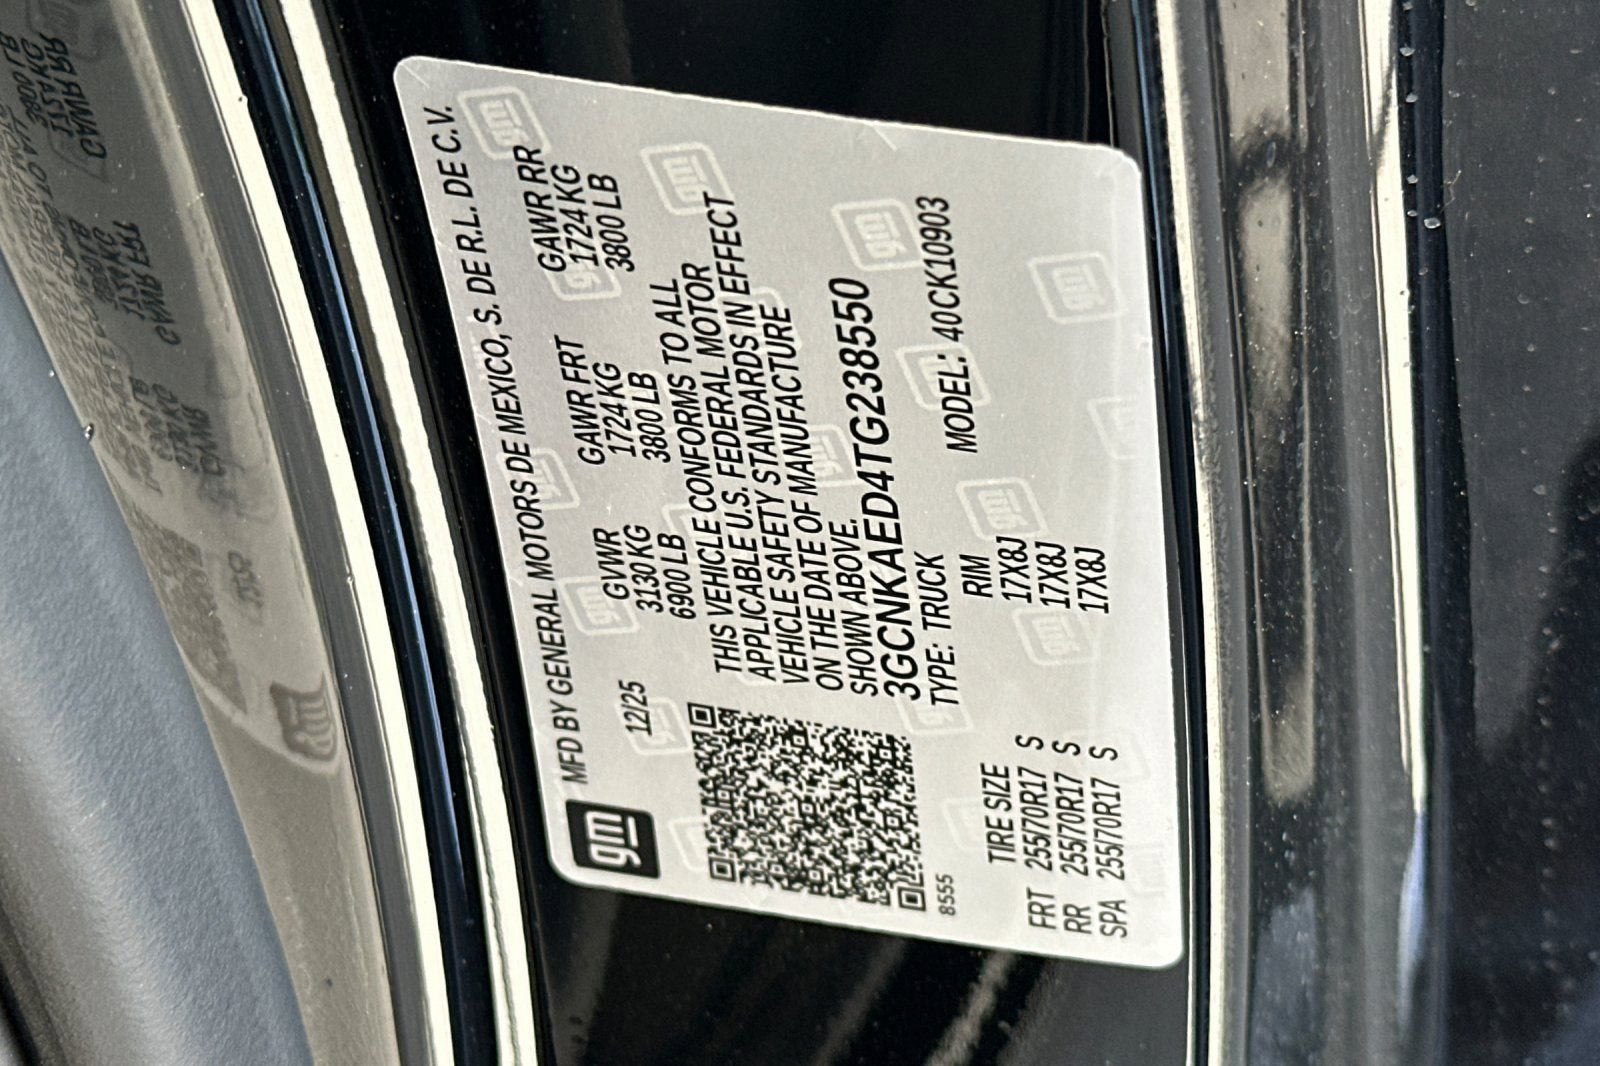 gm
MFD BY GENERAL MOTORS DE MEXICO, S. DE R.L. DE C.V.
12/25 GVWR GAWR FRT GAWR RR
3130 KG 1724 KG 1724 KG
6900 LB 3800 LB 3800 LB
THIS VEHICLE CONFORMS TO ALL
APPLICABLE U.S. FEDERAL MOTOR
VEHICLE SAFETY STANDARDS IN EFFECT
ON THE DATE OF MANUFACTURE
SHOWN ABOVE.
3GCNKAED4TG238550
TYPE: TRUCK MODEL: 40CK10903
8555
TIRE SIZE RIM
FRT 255/70R17 S 17X8J
RR 255/70R17 S 17X8J
SPA 255/70R17 S 17X8J